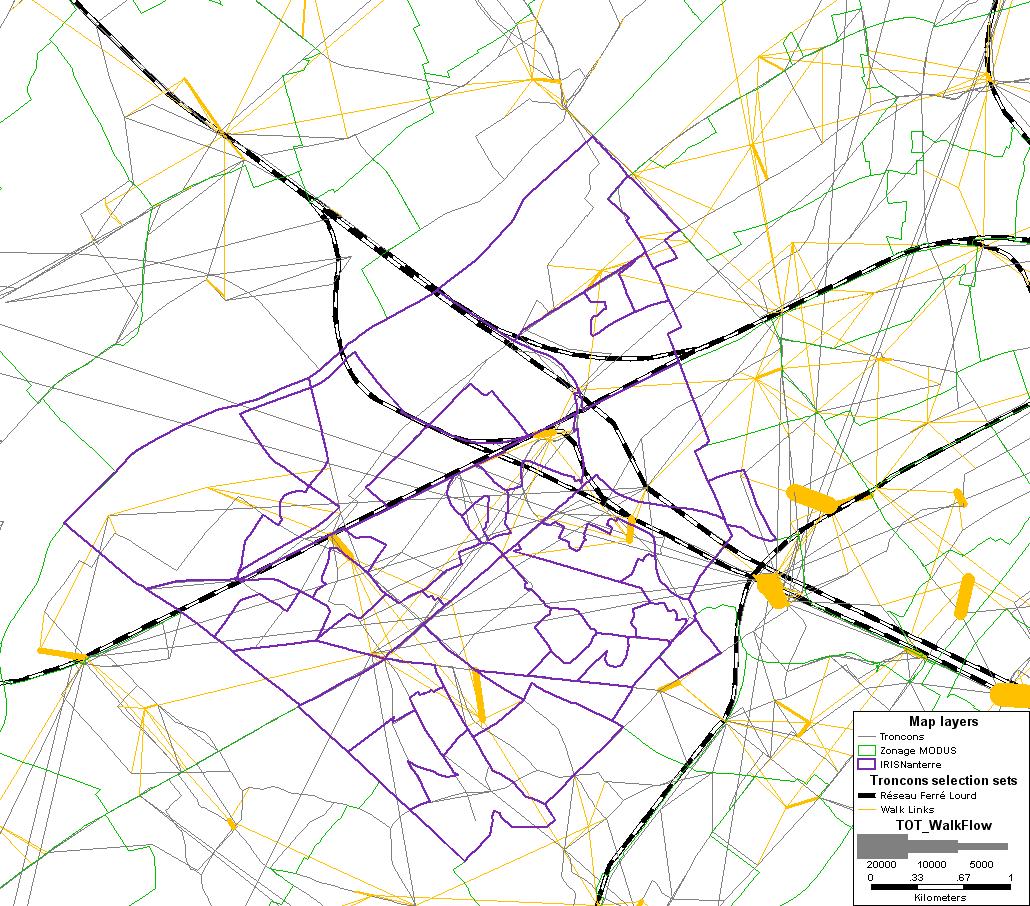 Map layers
Troncons
Zonage MODUS
IRISNanterre
Troncons selection sets
Réseau Ferré Lourd
Walk Links
TOT_WalkFlow
20000 10000 5000
0 .33 .67 1
Kilometers